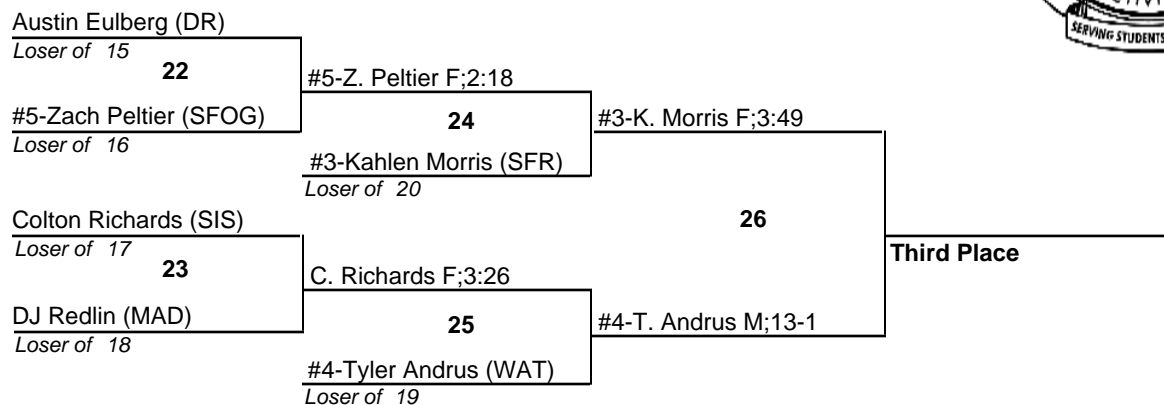 SERVING STUDENTS
Austin Eulberg (DR)
Loser of 15
22
#5-Z. Peltier F;2:18
#5-Zach Peltier (SFOG)
Loser of 16
24
#3-K. Morris F;3:49
#3-Kahlen Morris (SFR)
Loser of 20
Colton Richards (SIS)
Loser of 17
23
26
Third Place
C. Richards F;3:26
DJ Redlin (MAD)
Loser of 18
25
#4-T. Andrus M;13-1
#4-Tyler Andrus (WAT)
Loser of 19